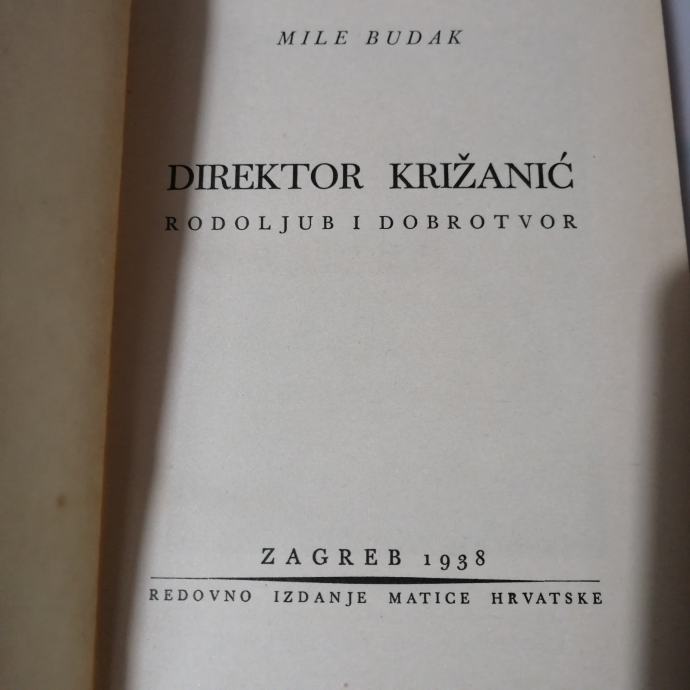 MILE BUDAK
DIREKTOR KRIŽANIĆ
RODOLJUB I DOBROTVOR
ZAGREB 1938
REDOVNO IZDANJE MATICE HRVATSKE